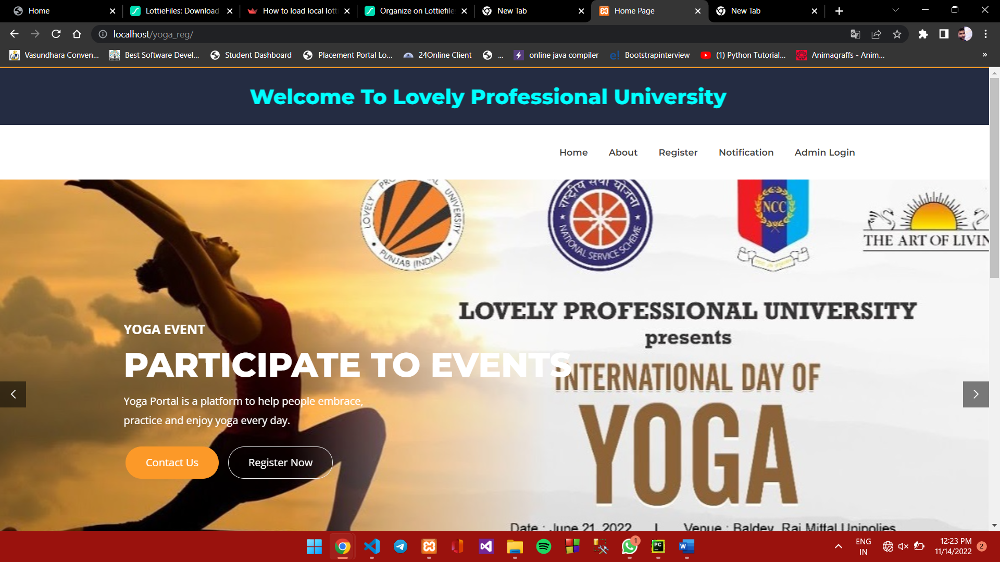 Home
LottieFiles: Download
How to load local lotti
Organize on Lottiefile
New Tab
Home Page
New Tab
localhost/yoga_reg/
Vasundhara Conven...
Best Software Devel...
Student Dashboard
Placement Portal Lo...
24Online Client
...
online java compiler
e!
Bootstrapinterview
(1) Python Tutorial...
Animagraffs - Anim...
»
Welcome To Lovely Professional University
Home
About
Register
Notification
Admin Login
LOVELY PROFESSIONAL UNIVERSITY
PUNJAB (INDIA)
राष्ट्रीय सेवा योजना
NATIONAL SERVICE SCHEME
NCC
THE ART OF LIVIN
LOVELY PROFESSIONAL UNIVERSITY
presents
INTERNATIONAL DAY OF
YOGA
Date : June 21, 2022 | Venue : Baldev Raj Mittal Unipolies
YOGA EVENT
PARTICIPATE TO EVENTS
Yoga Portal is a platform to help people embrace,
practice and enjoy yoga every day.
Contact Us
Register Now
1
PC
W
ENG
IN
12:23 PM
11/14/2022
2